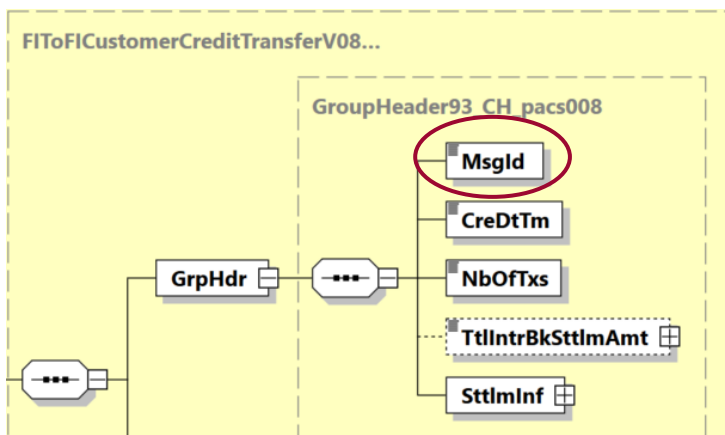 FIToFICustomerCreditTransferV08...
GroupHeader93_CH_pacs008
MsgId
CreDtTm
GrpHdr
NbOfTxs
TtlIntrBkSttlmAmt
SttlmInf